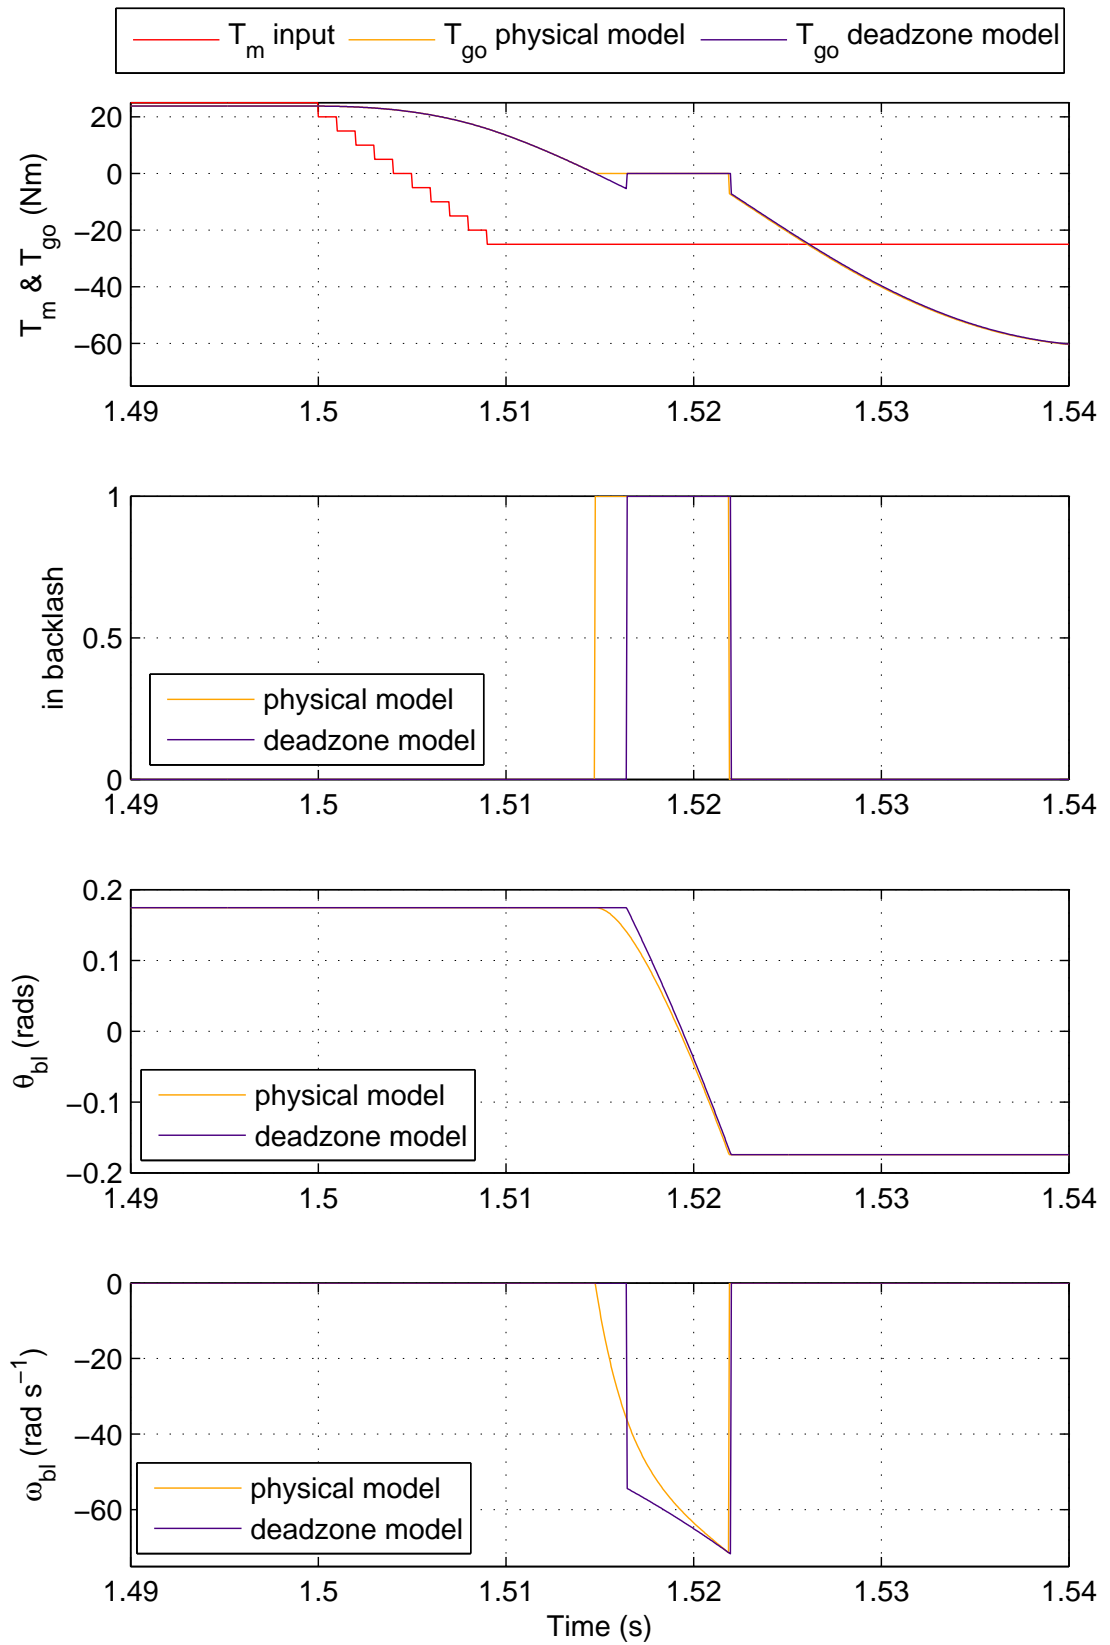 T_m input T_go physical model T_go deadzone model
20
0
−20
−40
−60
T_m & T_go (Nm)
1.49 1.5 1.51 1.52 1.53 1.54
1
0.5
0
in backlash
physical model
deadzone model
1.49 1.5 1.51 1.52 1.53 1.54
0.2
0.1
0
−0.1
−0.2
θ_bl (rads)
physical model
deadzone model
1.49 1.5 1.51 1.52 1.53 1.54
0
−20
−40
−60
ω_bl (rad s⁻¹)
physical model
deadzone model
1.49 1.5 1.51 1.52 1.53 1.54
Time (s)